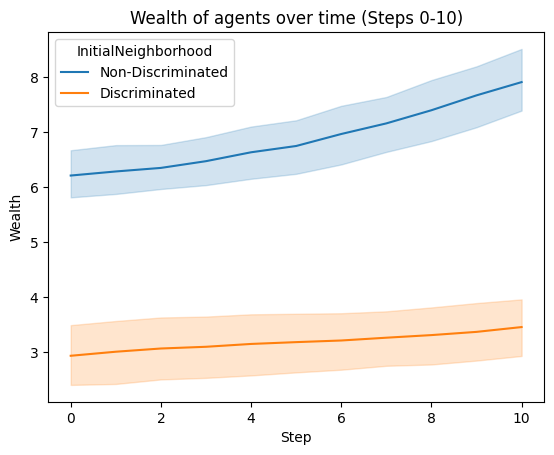 Wealth of agents over time (Steps 0-10)
InitialNeighborhood
Non-Discriminated
Discriminated
Wealth
8
7
6
5
4
3
0 2 4 6 8 10
Step